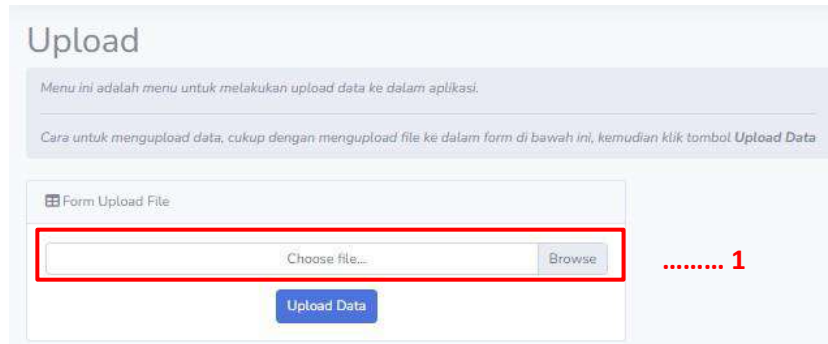 Upload
Menu ini adalah menu untuk melakukan upload data ke dalam aplikasi.
Cara untuk mengupload data, cukup dengan mengupload file ke dalam form di bawah ini, kemudian klik tombol Upload Data
Form Upload File
Choose file... Browse
......... 1
Upload Data